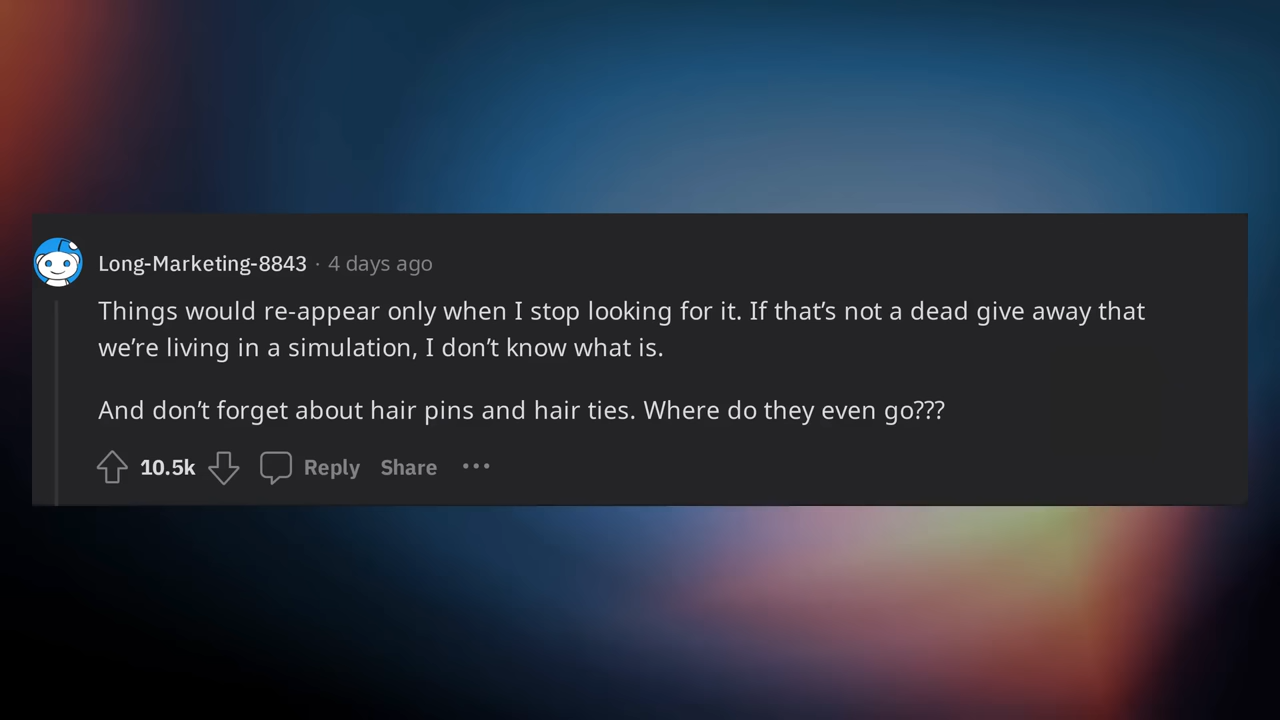 Long-Marketing-8843 · 4 days ago
Things would re-appear only when I stop looking for it. If that’s not a dead give away that
we’re living in a simulation, I don’t know what is.
And don’t forget about hair pins and hair ties. Where do they even go???
10.5k Reply Share ···